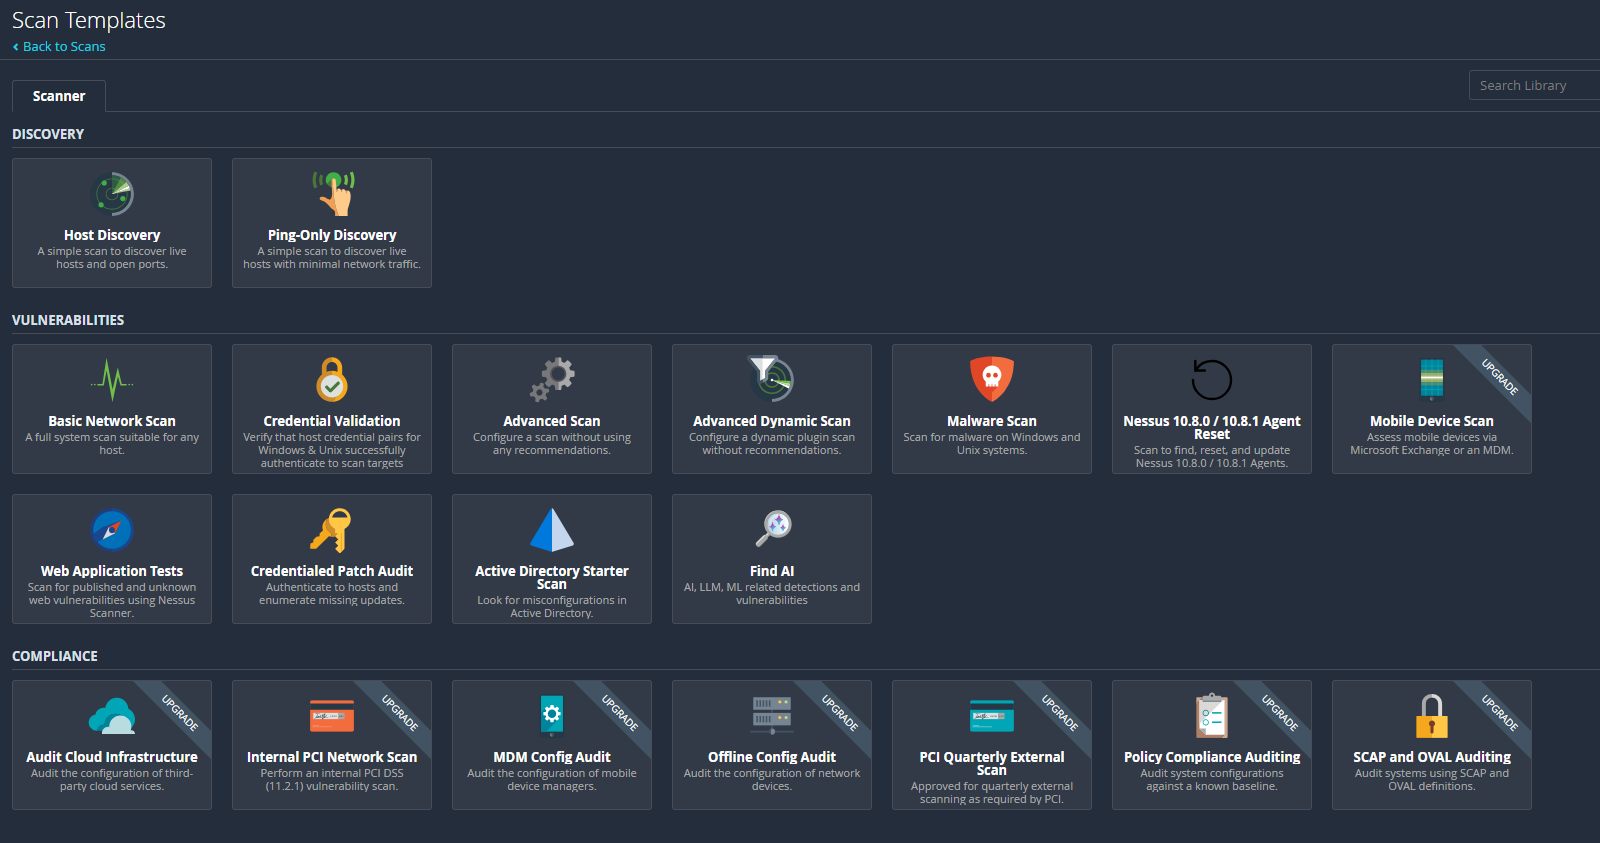 Scan Templates
Back to Scans
Scanner
Search Library
DISCOVERY
Host Discovery
A simple scan to discover live
hosts and open ports.
Ping-Only Discovery
A simple scan to discover live
hosts with minimal network traffic.
VULNERABILITIES
Basic Network Scan
A full system scan suitable for any
host.
Credential Validation
Verify that host credential pairs for
Windows & Unix successfully
authenticate to scan targets
Advanced Scan
Configure a scan without using
any recommendations.
Advanced Dynamic Scan
Configure a dynamic plugin scan
without recommendations.
Malware Scan
Scan for malware on Windows and
Unix systems.
Nessus 10.8.0 / 10.8.1 Agent
Reset
Scan to find, reset, and update
Nessus 10.8.0 / 10.8.1 Agents.
UPGRADE
Mobile Device Scan
Assess mobile devices via
Microsoft Exchange or an MDM.
Web Application Tests
Scan for published and unknown
web vulnerabilities using Nessus
Scanner.
Credentialed Patch Audit
Authenticate to hosts and
enumerate missing updates.
Active Directory Starter
Scan
Look for misconfigurations in
Active Directory.
Find AI
AI, LLM, ML related detections and
vulnerabilities
COMPLIANCE
UPGRADE
Audit Cloud Infrastructure
Audit the configuration of third-
party cloud services.
UPGRADE
Internal PCI Network Scan
Perform an internal PCI DSS
(11.2.1) vulnerability scan.
UPGRADE
MDM Config Audit
Audit the configuration of mobile
device managers.
UPGRADE
Offline Config Audit
Audit the configuration of network
devices.
UPGRADE
PCI Quarterly External
Scan
Approved for quarterly external
scanning as required by PCI.
UPGRADE
Policy Compliance Auditing
Audit system configurations
against a known baseline.
UPGRADE
SCAP and OVAL Auditing
Audit systems using SCAP and
OVAL definitions.